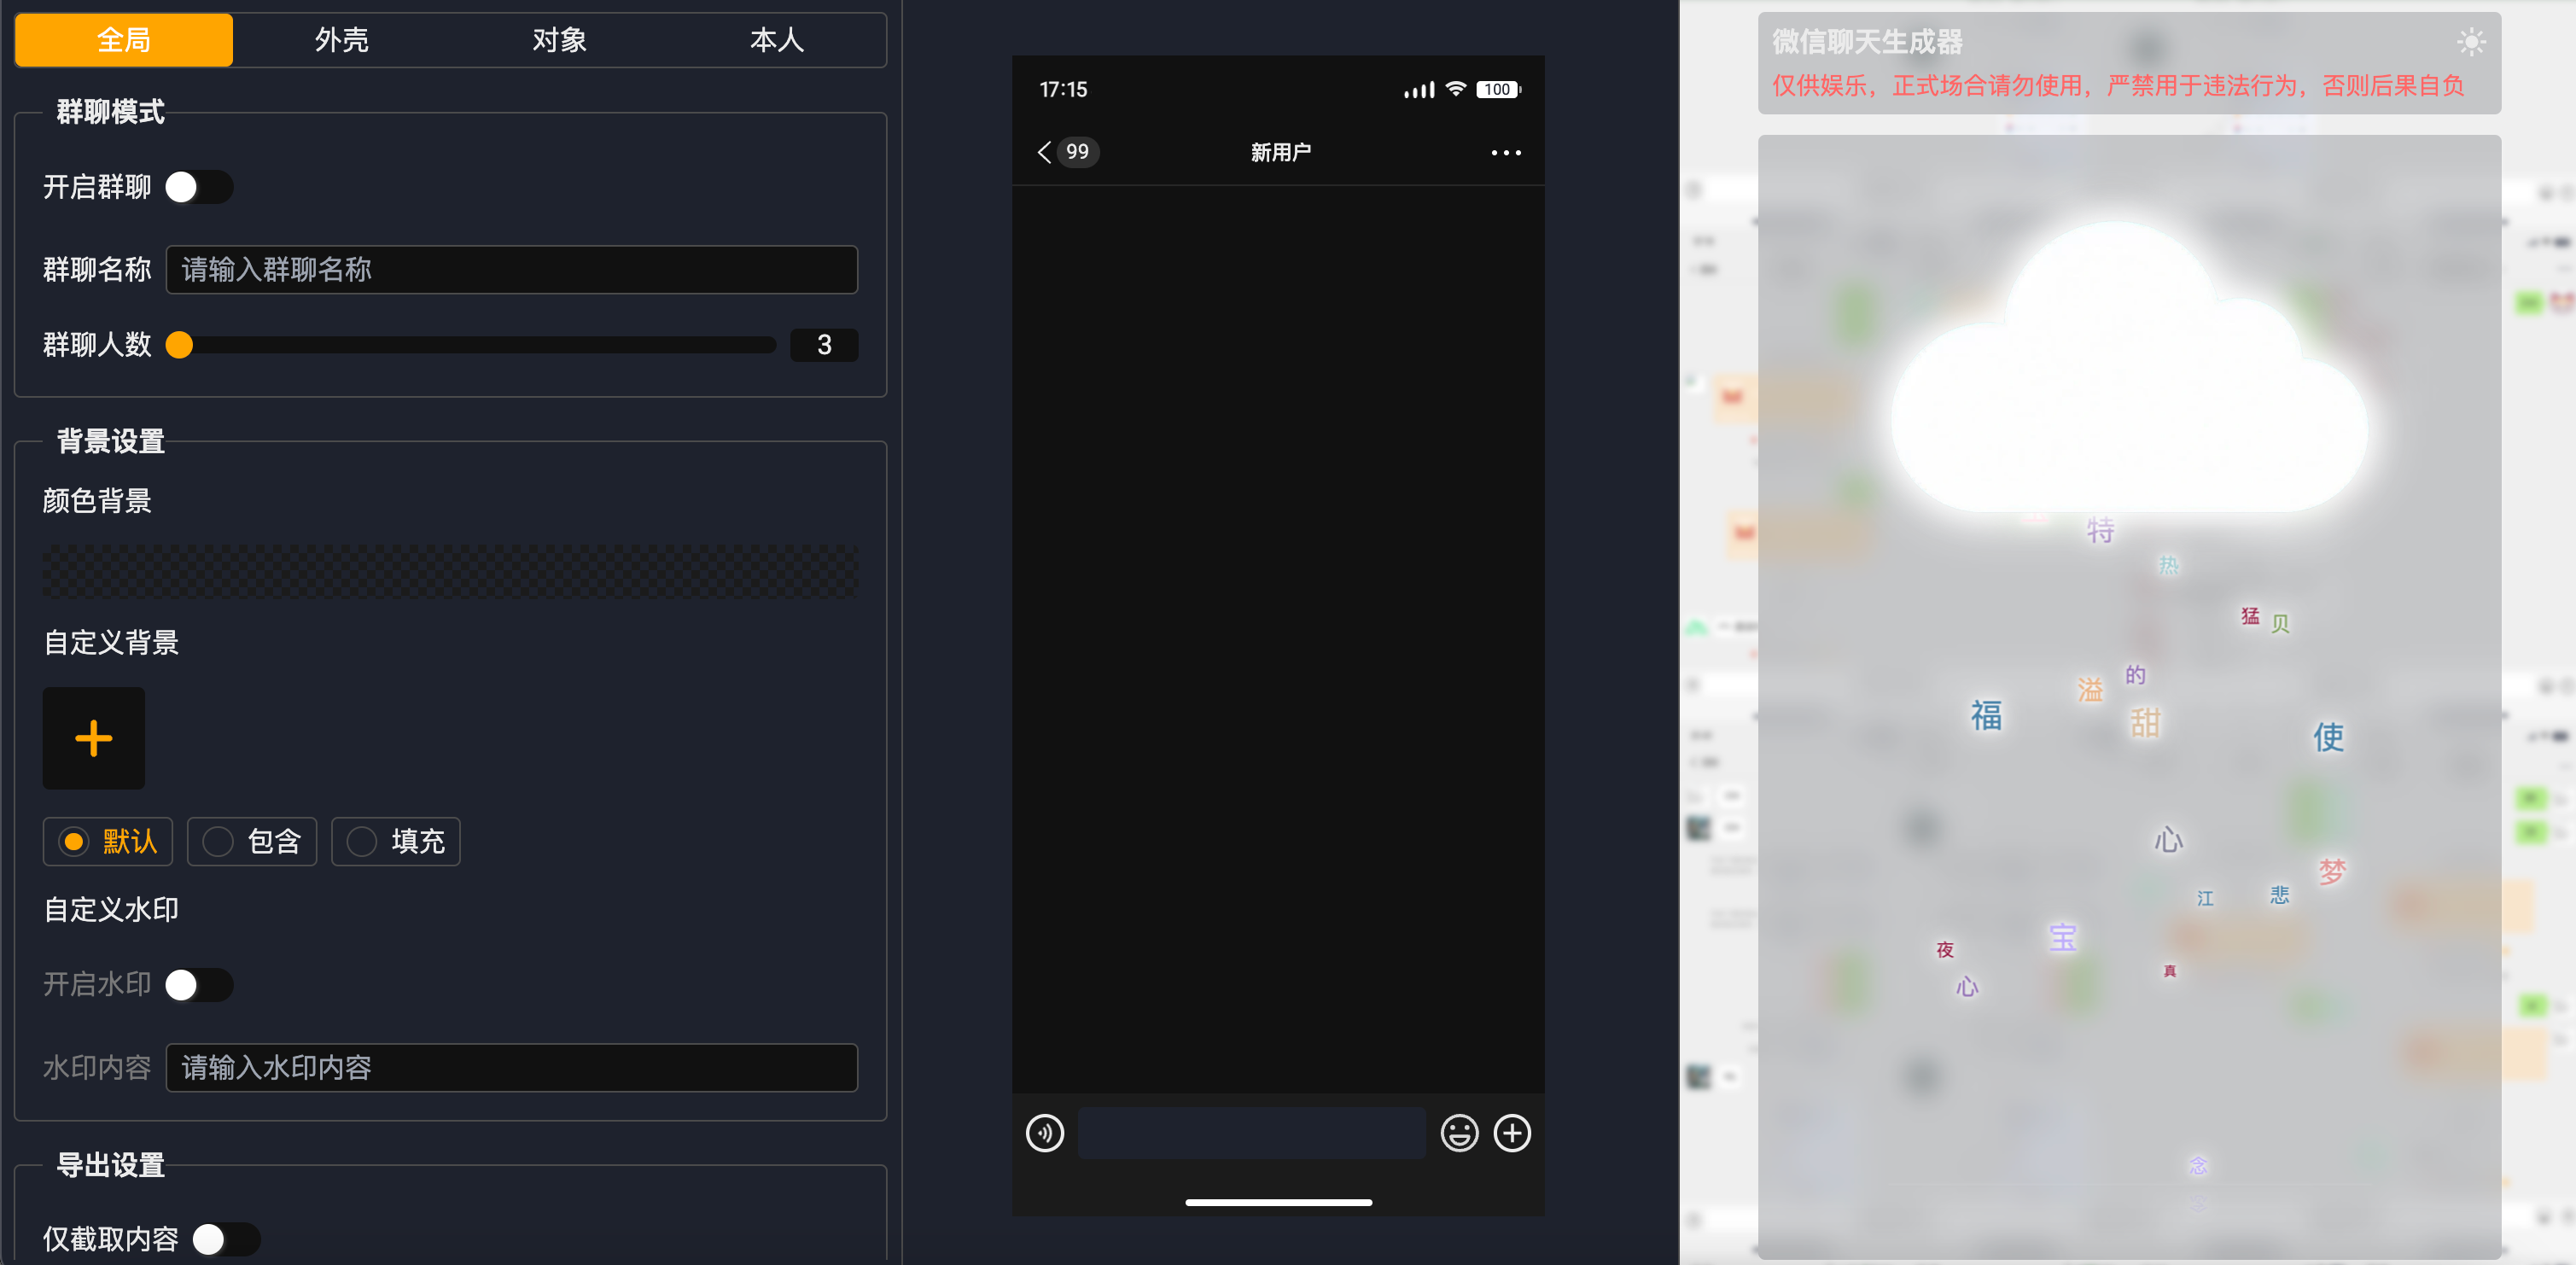 全局 外壳 对象 本人
群聊模式
开启群聊
群聊名称 请输入群聊名称
群聊人数 3
背景设置
颜色背景
自定义背景
默认 包含 填充
自定义水印
开启水印
水印内容 请输入水印内容
导出设置
仅截取内容
17:15 100
99 新用户
微信聊天生成器
仅供娱乐，正式场合请勿使用，严禁用于违法行为，否则后果自负
特
热
猛 贝
的
溢
福 甜 使
心
梦
江 悲
宝
夜
真
心
念